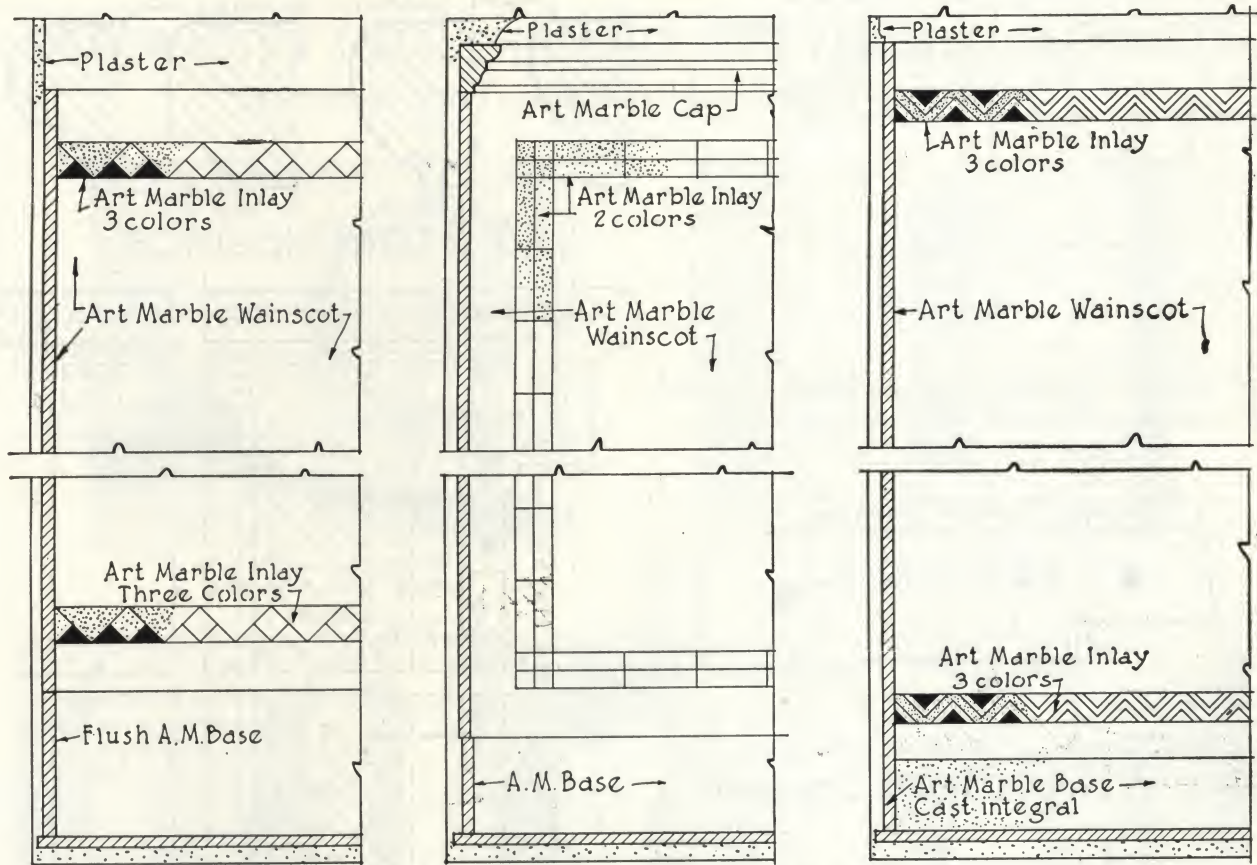 Plaster
Art Marble Inlay
3 colors
Art Marble Wainscot
Art Marble Inlay
Three Colors
Flush A.M. Base
Plaster
Art Marble Cap
Art Marble Inlay
2 colors
Art Marble
Wainscot
A.M. Base
Plaster
Art Marble Inlay
3 colors
Art Marble Wainscot
Art Marble Inlay
3 colors
Art Marble Base
Cast integral